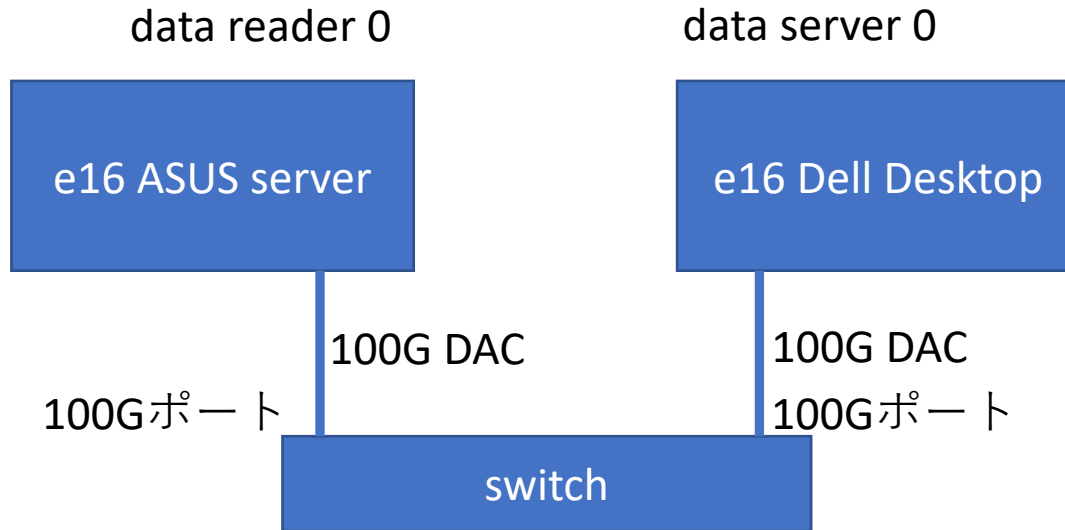 data reader 0
data server 0
e16 ASUS server
e16 Dell Desktop
100G DAC
100G DAC
100Gポート
100Gポート
switch